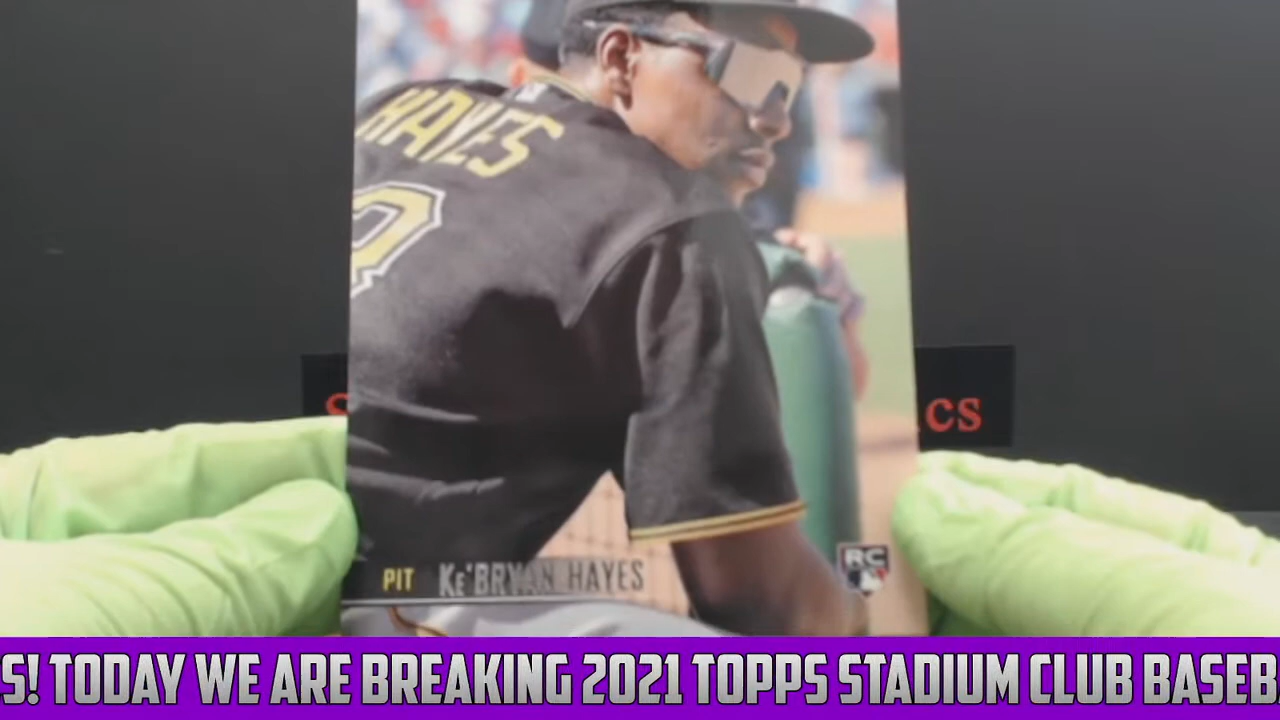 HAYES
S
CS
PIT Ke'BRYAN HAYES
RC
S! TODAY WE ARE BREAKING 2021 TOPPS STADIUM CLUB BASEB